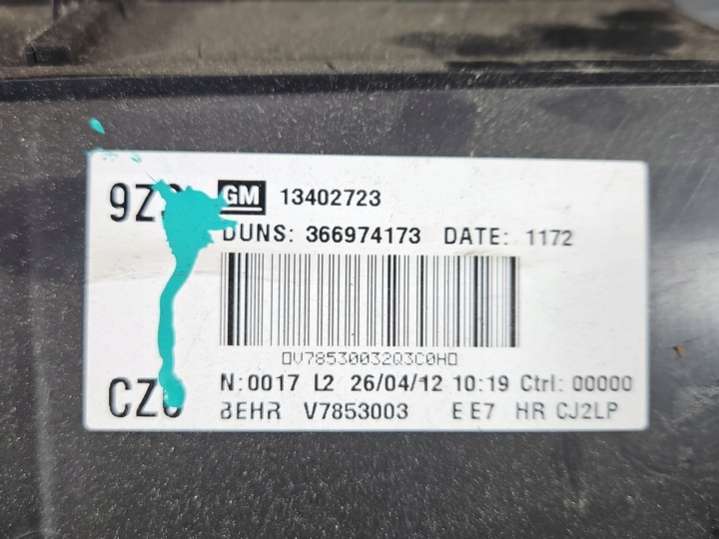 GM 13402723
DUNS: 366974173 DATE: 1172
V78530032Q3C0H
N:0017 L2 26/04/12 10:19 Ctrl: 00000
BEHR V7853003 E E7 HR CJ2LP